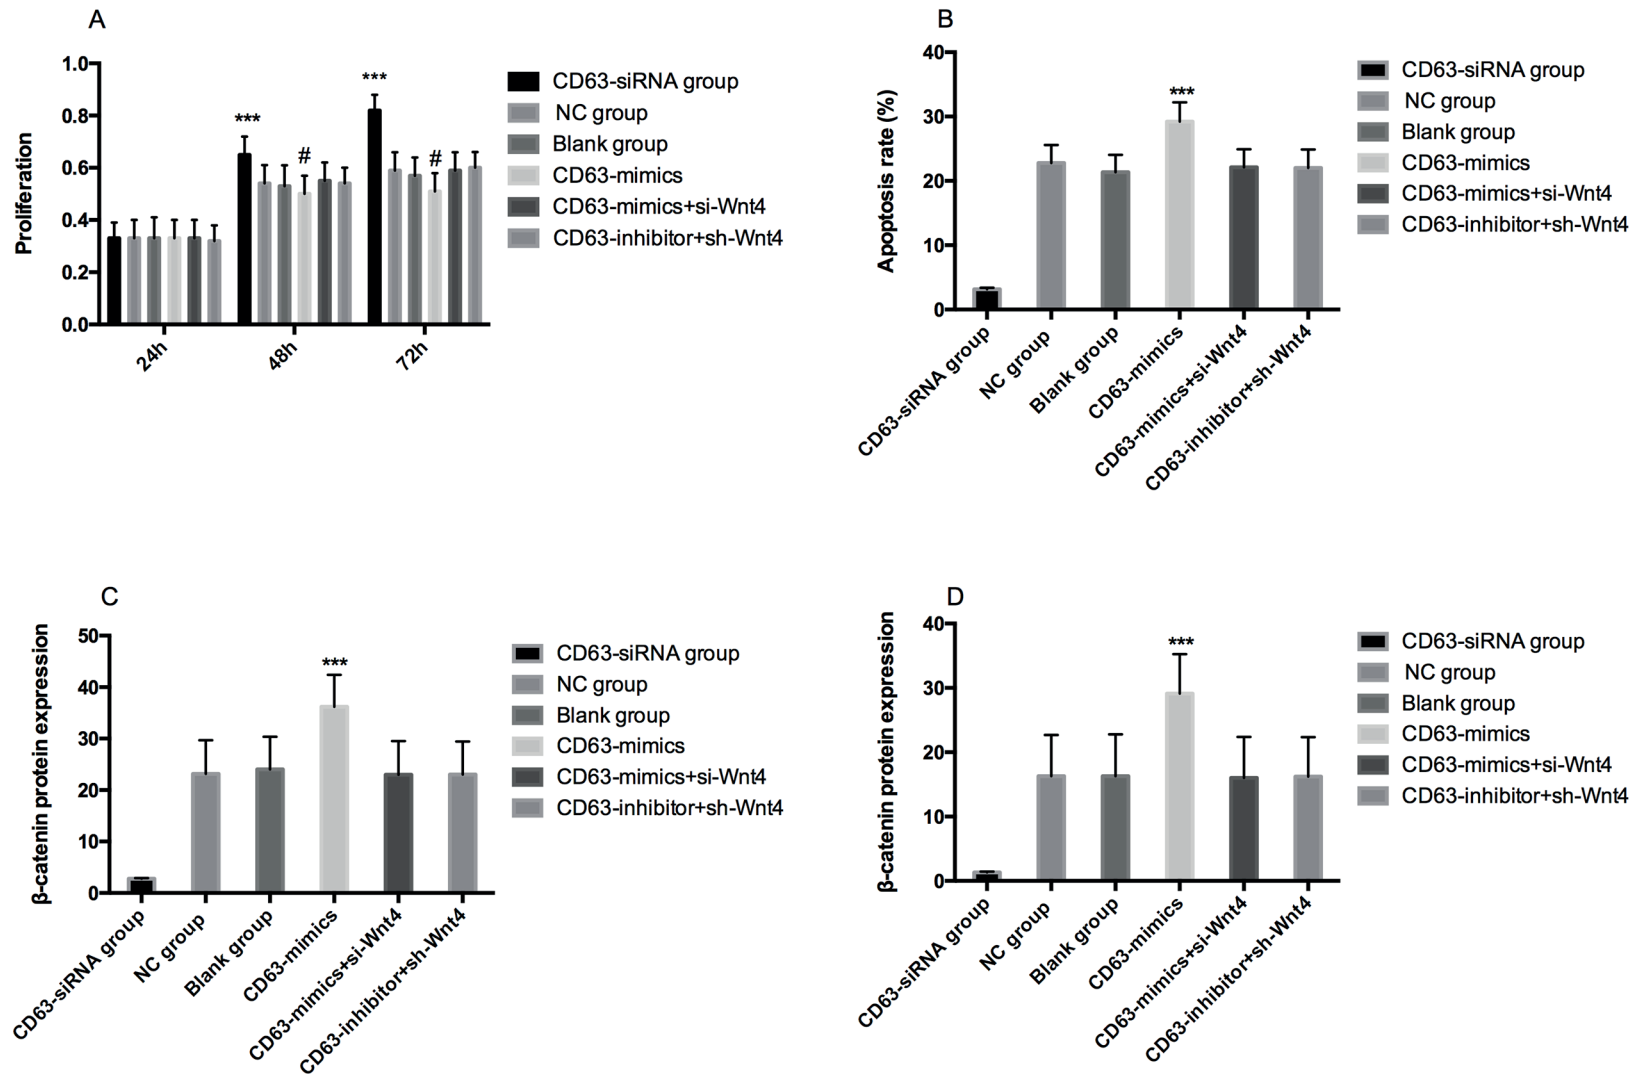 A
Proliferation
1.0
0.8
0.6
0.4
0.2
0.0
***
#
***
#
24h
48h
72h
CD63-siRNA group
NC group
Blank group
CD63-mimics
CD63-mimics+si-Wnt4
CD63-inhibitor+sh-Wnt4
B
Apoptosis rate (%)
40
30
20
10
0
***
CD63-siRNA group
NC group
Blank group
CD63-mimics
CD63-mimics+si-Wnt4
CD63-inhibitor+sh-Wnt4
CD63-siRNA group
NC group
Blank group
CD63-mimics
CD63-mimics+si-Wnt4
CD63-inhibitor+sh-Wnt4
C
β-catenin protein expression
50
40
30
20
10
0
***
CD63-siRNA group
NC group
Blank group
CD63-mimics
CD63-mimics+si-Wnt4
CD63-inhibitor+sh-Wnt4
CD63-siRNA group
NC group
Blank group
CD63-mimics
CD63-mimics+si-Wnt4
CD63-inhibitor+sh-Wnt4
D
β-catenin protein expression
40
30
20
10
0
***
CD63-siRNA group
NC group
Blank group
CD63-mimics
CD63-mimics+si-Wnt4
CD63-inhibitor+sh-Wnt4
CD63-siRNA group
NC group
Blank group
CD63-mimics
CD63-mimics+si-Wnt4
CD63-inhibitor+sh-Wnt4